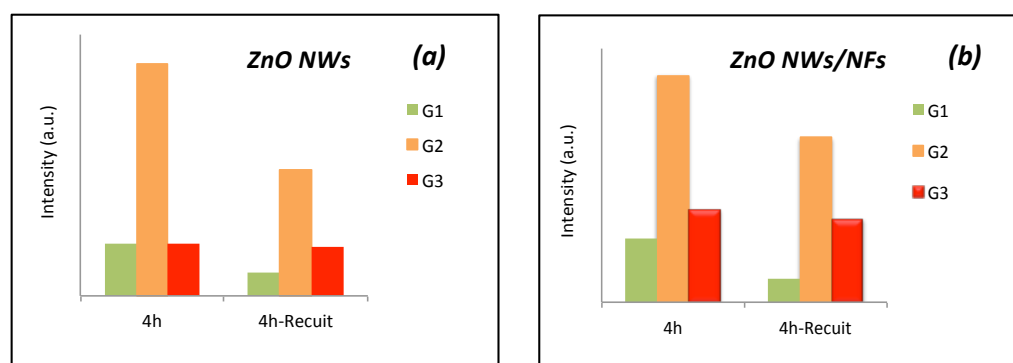 ZnO NWs (a)
Intensity (a.u.)
G1
G2
G3
4h 4h-Recuit
ZnO NWs/NFs (b)
Intensity (a.u.)
G1
G2
G3
4h 4h-Recuit